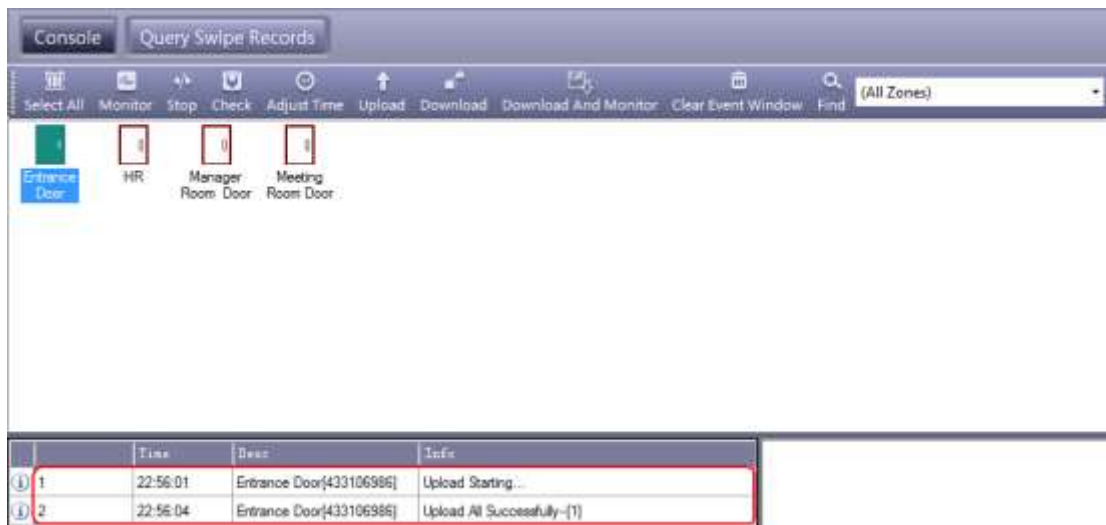 Console Query Swipe Records
Select All Monitor Stop Check Adjust Time Upload Download Download And Monitor Clear Event Window Find (All Zones)
Entrance Door
HR
Manager Room Door
Meeting Room Door
Time Desc Info
1 22:56:01 Entrance Door[433106986] Upload Starting...
2 22:56:04 Entrance Door[433106986] Upload All Successfully--[1]